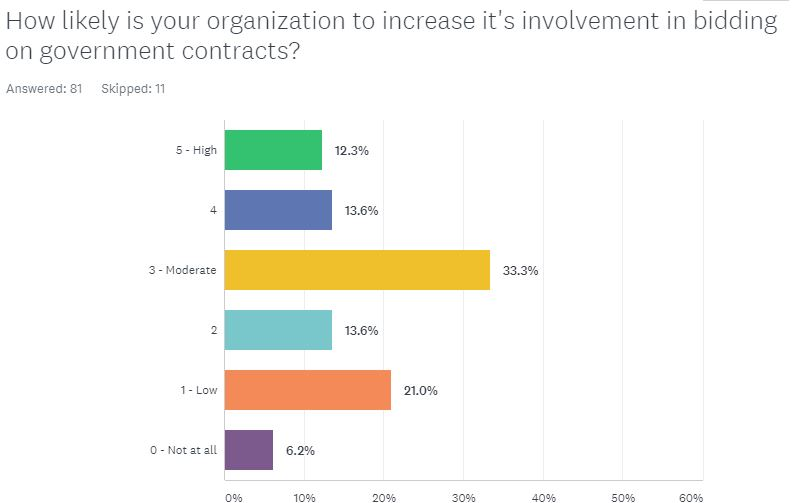 How likely is your organization to increase it's involvement in bidding
on government contracts?
Answered: 81 Skipped: 11
5 - High 12.3%
4 13.6%
3 - Moderate 33.3%
2 13.6%
1 - Low 21.0%
0 - Not at all 6.2%
0% 10% 20% 30% 40% 50% 60%